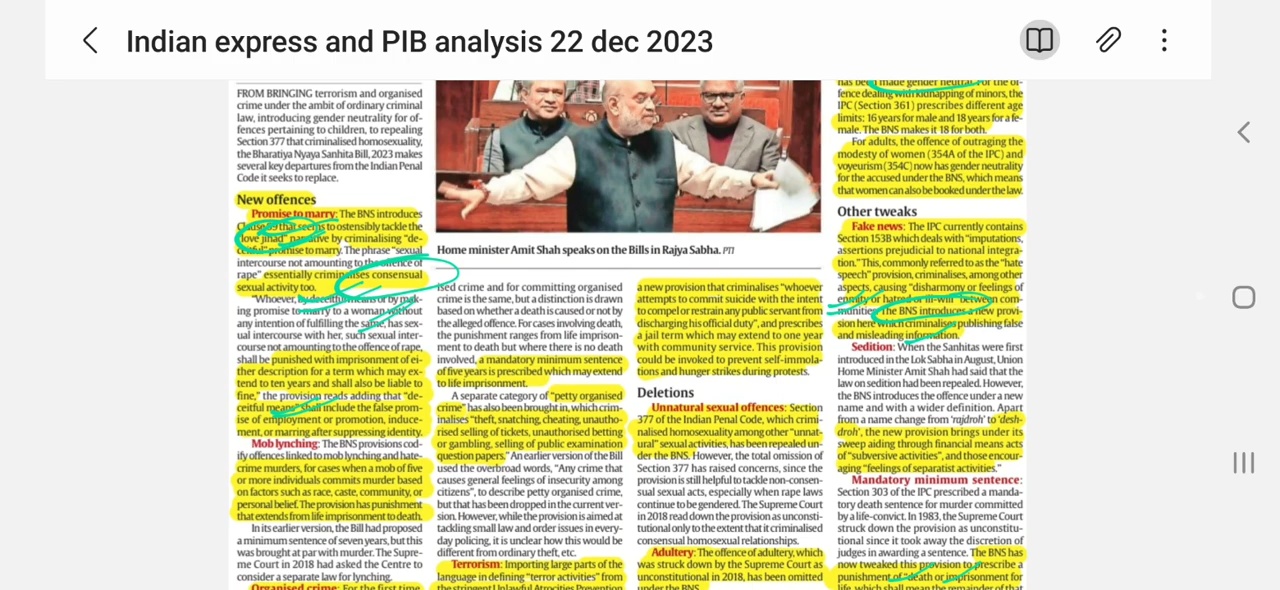 Indian express and PIB analysis 22 dec 2023
FROM BRINGING terrorism and organised
crime under the ambit of ordinary criminal
law, introducing gender neutrality for of-
fences pertaining to children, to repealing
Section 377 that criminalised homosexuality,
the Bharatiya Nyaya Sanhita Bill, 2023 makes
several key departures from the Indian Penal
Code it seeks to replace.
New offences
Promise to marry: The BNS introduces
Clause 69 that seems to ostensibly tackle the
"love jihad" narrative by criminalising "de-
ceitful" promise to marry. The phrase "sexual
intercourse not amounting to the offence of
rape" essentially criminalises consensual
sexual activity too.
"Whoever, by deceitful means or by mak-
ing promise to marry to a woman without
any intention of fulfilling the same, has sex-
ual intercourse with her, such sexual inter-
course not amounting to the offence of rape,
shall be punished with imprisonment of ei-
ther description for a term which may ex-
tend to ten years and shall also be liable to
fine," the provision reads adding that "de-
ceitful means" shall include the false prom-
ise of employment or promotion, induce-
ment, or marring after suppressing identity.
Mob lynching: The BNS provisions cod-
ify offences linked to mob lynching and hate-
crime murders, for cases when a mob of five
or more individuals commits murder based
on factors such as race, caste, community, or
personal belief. The provision has punishment
that extends from life imprisonment to death.
In its earlier version, the Bill had proposed
a minimum sentence of seven years, but this
was brought at par with murder. The Supre-
me Court in 2018 had asked the Centre to
consider a separate law for lynching.
Organised crime: For the first time
Home minister Amit Shah speaks on the Bills in Rajya Sabha. PTI
ised crime and for committing organised
crime is the same, but a distinction is drawn
based on whether a death is caused or not by
the alleged offence. For cases involving death,
the punishment ranges from life imprison-
ment to death but where there is no death
involved, a mandatory minimum sentence
of five years is prescribed which may extend
to life imprisonment.
A separate category of "petty organised
crime" has also been brought in, which crim-
inalises "theft, snatching, cheating, unautho-
rised selling of tickets, unauthorised betting
or gambling, selling of public examination
question papers." An earlier version of the Bill
used the overbroad words, "Any crime that
causes general feelings of insecurity among
citizens", to describe petty organised crime,
but that has been dropped in the current ver-
sion. However, while the provision is aimed at
tackling small law and order issues in every-
day policing, it is unclear how this would be
different from ordinary theft, etc.
Terrorism: Importing large parts of the
language in defining "terror activities" from
the stringent Unlawful Atrocities Prevention
a new provision that criminalises "whoever
attempts to commit suicide with the intent
to compel or restrain any public servant from
discharging his official duty", and prescribes
a jail term which may extend to one year
with community service. This provision
could be invoked to prevent self-immola-
tions and hunger strikes during protests.
Deletions
Unnatural sexual offences: Section
377 of the Indian Penal Code, which crimi-
nalised homosexuality among other "unnat-
ural" sexual activities, has been repealed un-
der the BNS. However, the total omission of
Section 377 has raised concerns, since the
provision is still helpful to tackle non-consen-
sual sexual acts, especially when rape laws
continue to be gendered. The Supreme Court
in 2018 read down the provision as unconsti-
tutional only to the extent that it criminalised
consensual homosexual relationships.
Adultery: The offence of adultery, which
was struck down by the Supreme Court as
unconstitutional in 2018, has been omitted
under the BNS.
has been made gender neutral. For the of-
fence dealing with kidnapping of minors, the
IPC (Section 361) prescribes different age
limits: 16 years for male and 18 years for a fe-
male. The BNS makes it 18 for both.
For adults, the offence of outraging the
modesty of women (354A of the IPC) and
voyeurism (354C) now has gender neutrality
for the accused under the BNS, which means
that women can also be booked under the law.
Other tweaks
Fake news: The IPC currently contains
Section 153B which deals with "imputations,
assertions prejudicial to national integra-
tion." This, commonly referred to as the "hate
speech" provision, criminalises, among other
aspects, causing "disharmony or feelings of
enmity or hatred or ill-will" between com-
munities. The BNS introduces a new provi-
sion here which criminalises publishing false
and misleading information.
Sedition: When the Sanhitas were first
introduced in the Lok Sabha in August, Union
Home Minister Amit Shah had said that the
law on sedition had been repealed. However,
the BNS introduces the offence under a new
name and with a wider definition. Apart
from a name change from 'rajdroh' to 'desh-
droh', the new provision brings under its
sweep aiding through financial means acts
of "subversive activities", and those encour-
aging "feelings of separatist activities."
Mandatory minimum sentence:
Section 303 of the IPC prescribed a manda-
tory death sentence for murder committed
by a life-convict. In 1983, the Supreme Court
struck down the provision as unconstitu-
tional since it took away the discretion of
judges in awarding a sentence. The BNS has
now tweaked this provision to prescribe a
punishment of "death or imprisonment for
life, which shall mean the remainder of that